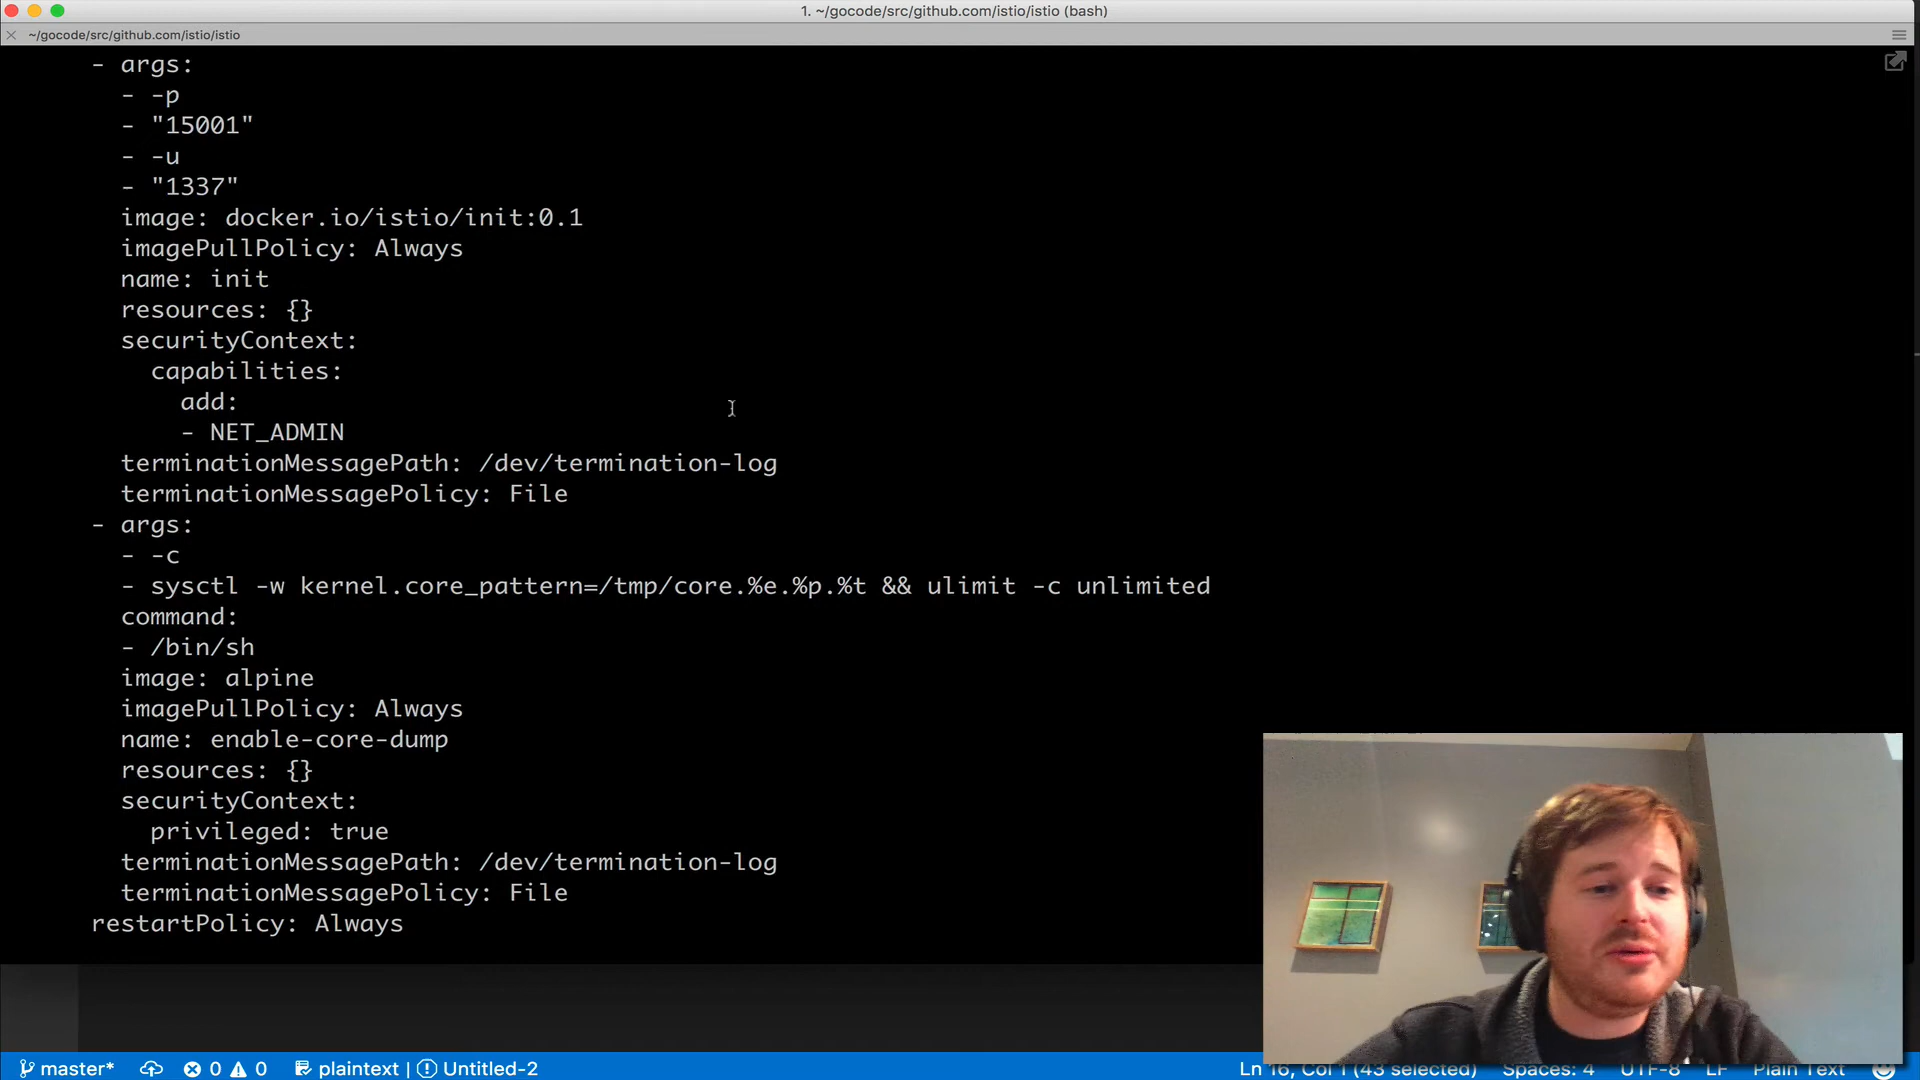 1. ~/gocode/src/github.com/istio/istio (bash)
~/gocode/src/github.com/istio/istio
- args:
- -p
- "15001"
- -u
- "1337"
image: docker.io/istio/init:0.1
imagePullPolicy: Always
name: init
resources: {}
securityContext:
capabilities:
add:
- NET_ADMIN
terminationMessagePath: /dev/termination-log
terminationMessagePolicy: File
- args:
- -c
- sysctl -w kernel.core_pattern=/tmp/core.%e.%p.%t && ulimit -c unlimited
command:
- /bin/sh
image: alpine
imagePullPolicy: Always
name: enable-core-dump
resources: {}
securityContext:
privileged: true
terminationMessagePath: /dev/termination-log
terminationMessagePolicy: File
restartPolicy: Always
master* 0 0 plaintext | Untitled-2 Ln 16, Col 1 (43 selected) Spaces: 4 UTF-8 LF Plain Text